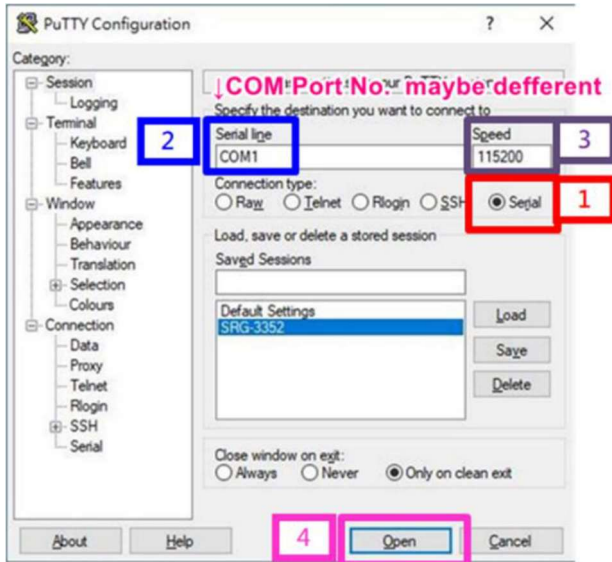 PuTTY Configuration ? ×
Category:
Session
Logging
Terminal
Keyboard
Bell
Features
Window
Appearance
Behaviour
Translation
Selection
Colours
Connection
Data
Proxy
Telnet
Rlogin
SSH
Serial
↓COM Port No. maybe defferent
Specify the destination you want to connect to
2 Serial line Speed 3
COM1 115200
Connection type:
Raw Telnet Rlogin SSH Serial 1
Load, save or delete a stored session
Saved Sessions
Default Settings
SRG-3352
Load
Save
Delete
Close window on exit:
Always Never Only on clean exit
About Help 4 Open Cancel